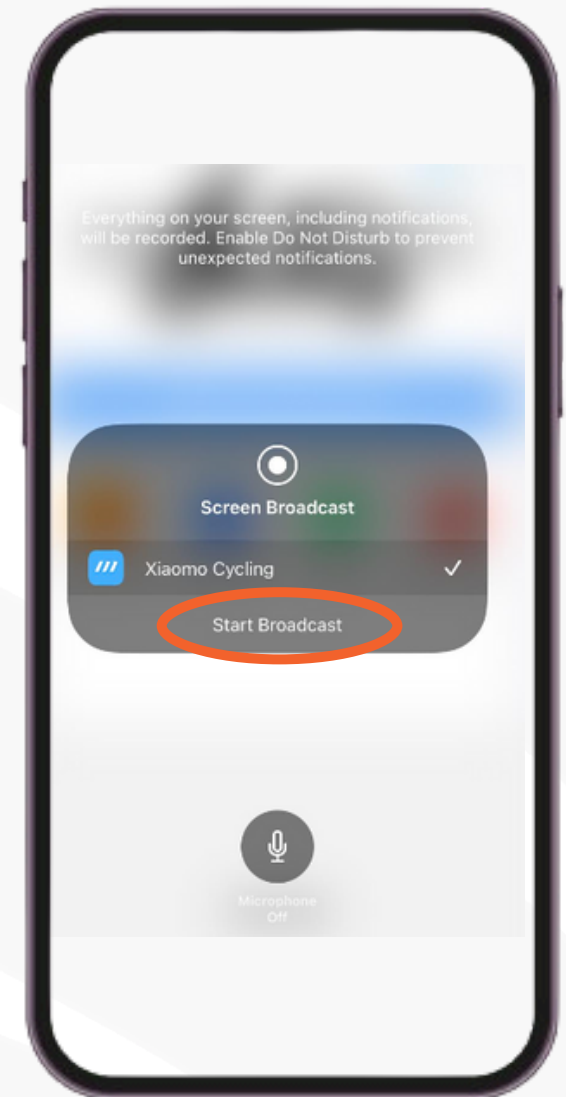 Everything on your screen, including notifications,
will be recorded. Enable Do Not Disturb to prevent
unexpected notifications.
Screen Broadcast
Xiaomo Cycling
Start Broadcast
Microphone
Off